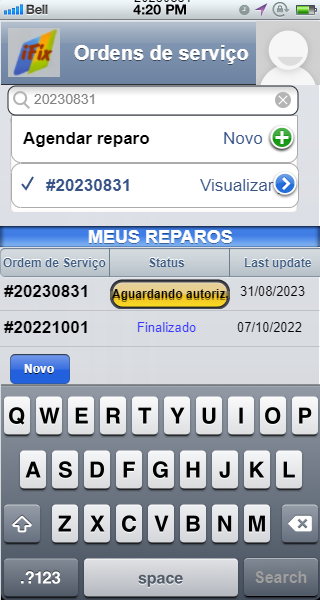 20230831
Bell 4:20 PM
iFix Ordens de serviço
20230831
Agendar reparo Novo
✓ #20230831 Visualizar
MEUS REPAROS
Ordem de Serviço Status Last update
#20230831 Aguardando autoriz. 31/08/2023
#20221001 Finalizado 07/10/2022
Novo
Q W E R T Y U I O P
A S D F G H J K L
Z X C V B N M
.?123 space Search